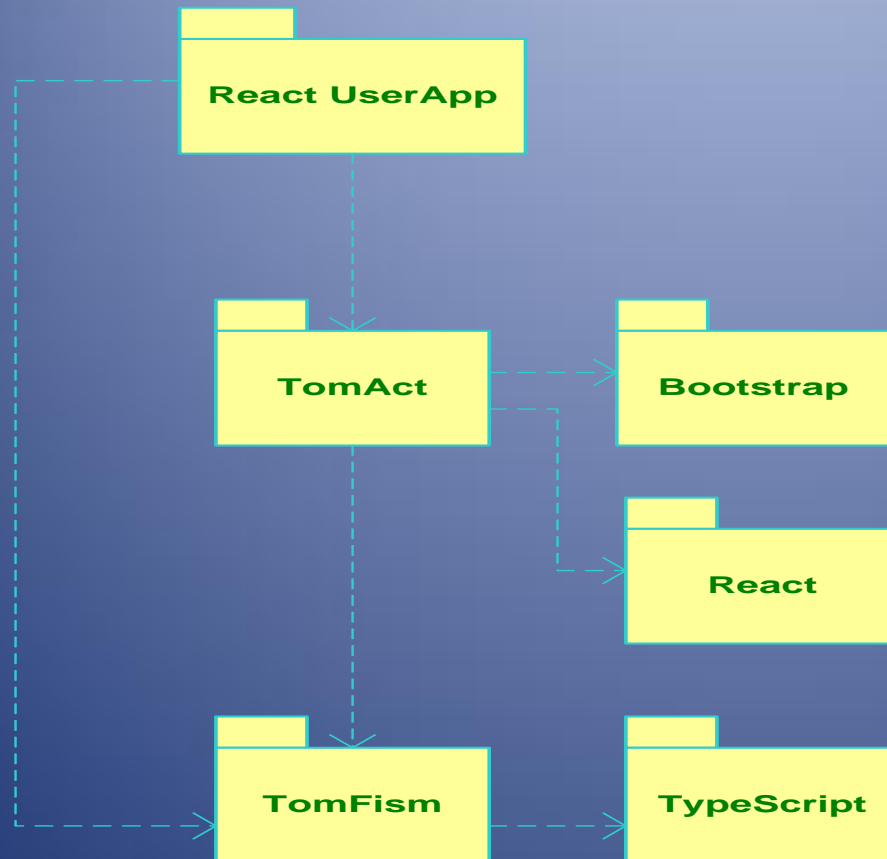 React UserApp
TomAct
Bootstrap
React
TomFism
TypeScript